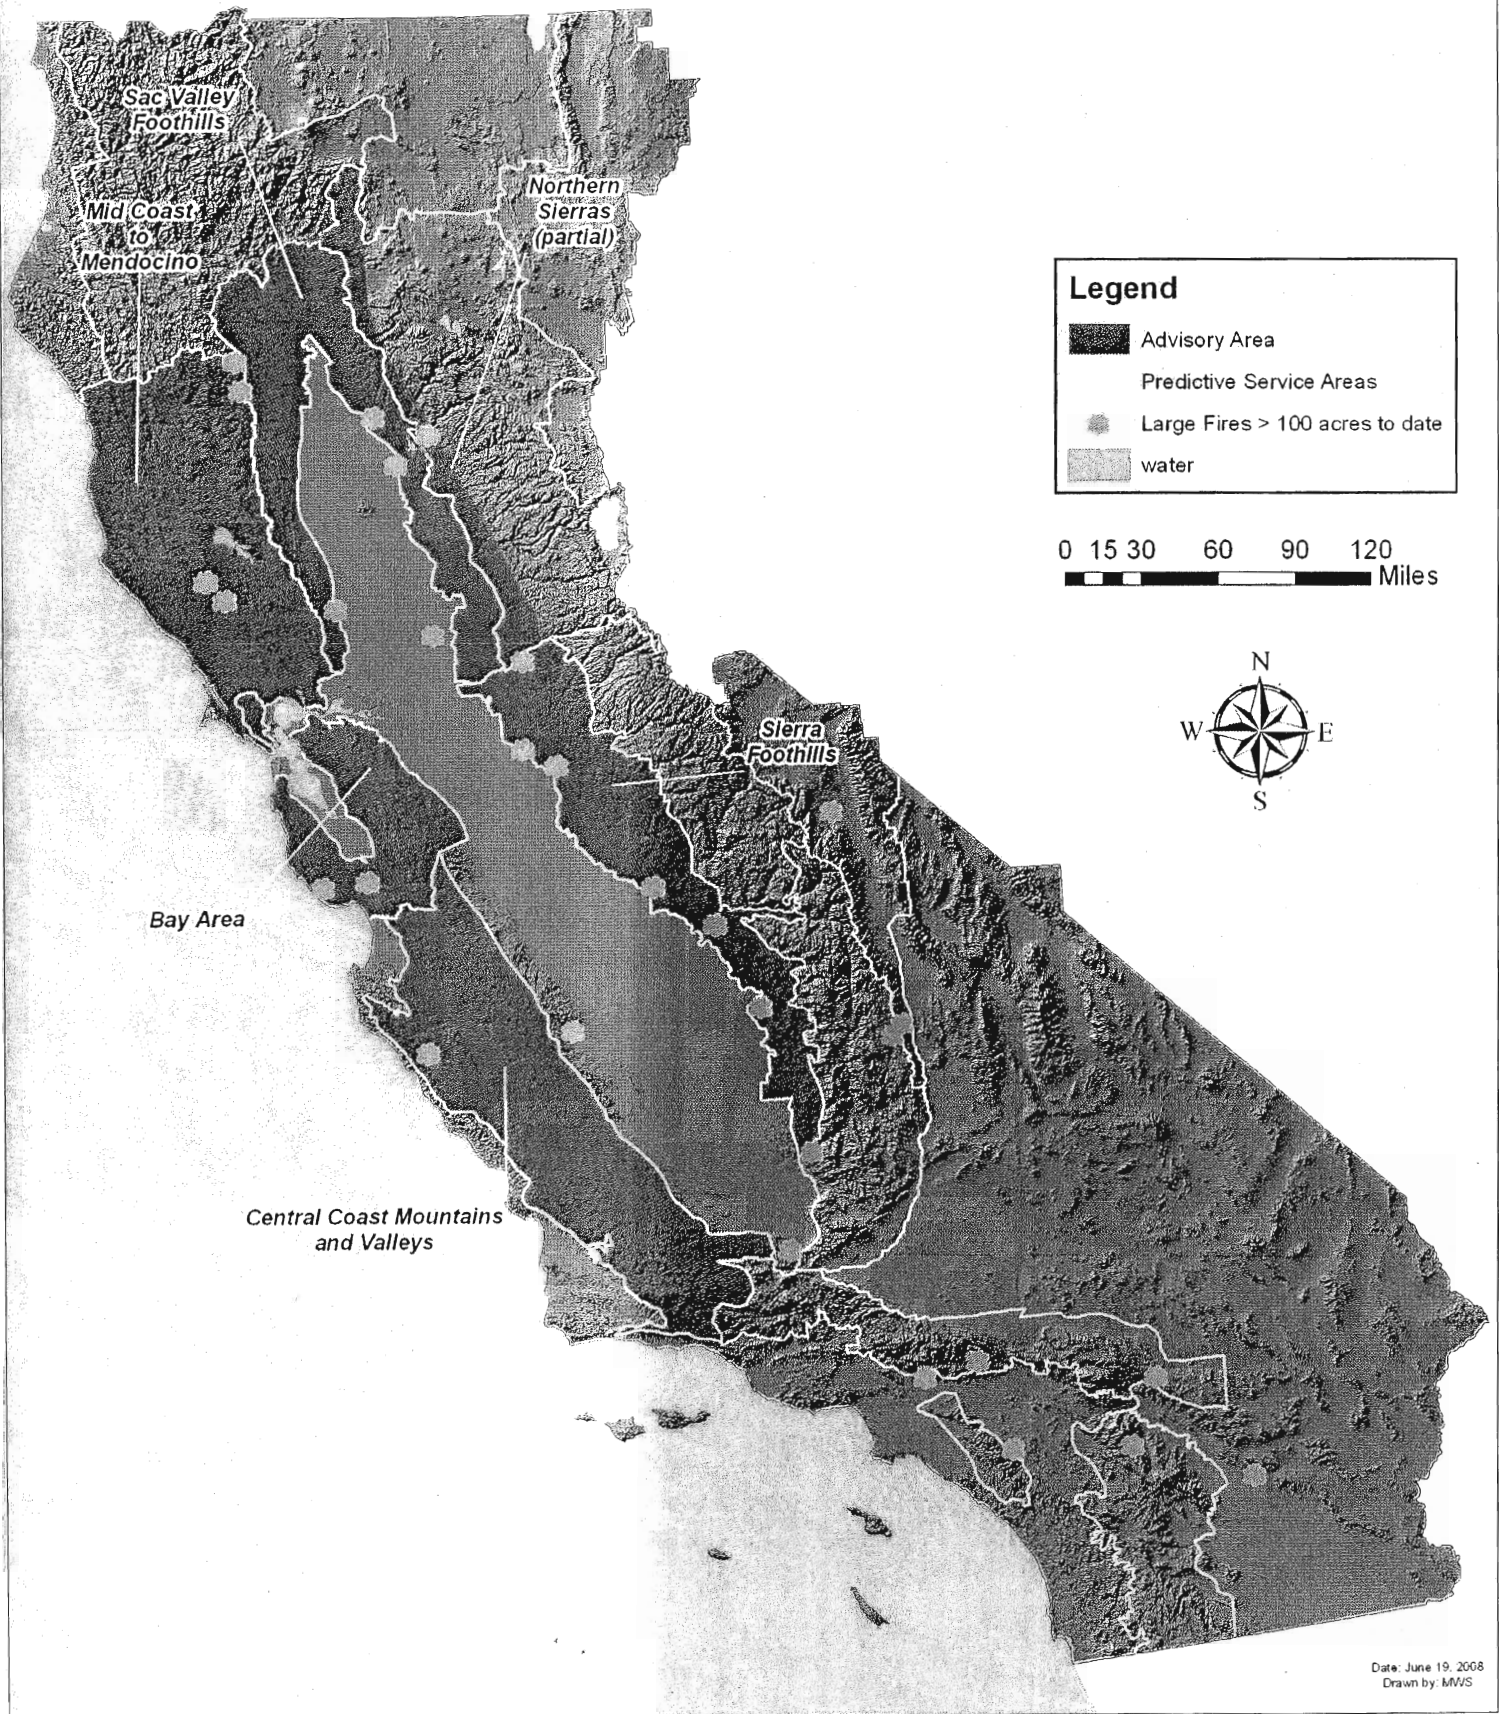 Sac Valley
Foothills
Mid Coast
to
Mendocino
Northern
Sierras
(partial)
Legend
Advisory Area
Predictive Service Areas
Large Fires > 100 acres to date
water
0 15 30 60 90 120
Miles
N
W E
S
Sierra
Foothills
Bay Area
Central Coast Mountains
and Valleys
Date: June 19, 2008
Drawn by: MWS